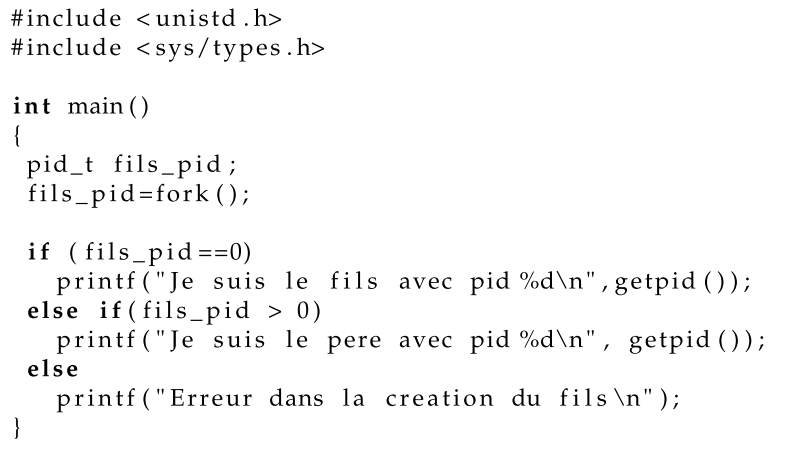 #include <unistd.h>
#include <sys/types.h>
int main()
{
pid_t fils_pid;
fils_pid=fork();
if (fils_pid==0)
printf("Je suis le fils avec pid %d\n",getpid());
else if(fils_pid > 0)
printf("Je suis le pere avec pid %d\n", getpid());
else
printf("Erreur dans la creation du fils\n");
}